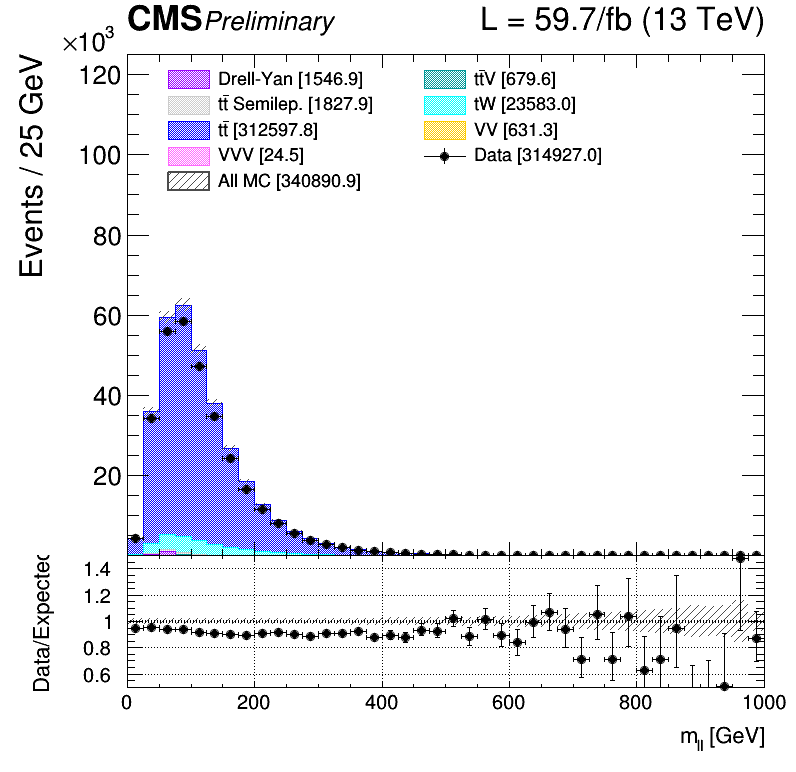 CMS Preliminary L = 59.7/fb (13 TeV)
×10³
Events / 25 GeV
120
100
80
60
40
20
Drell-Yan [1546.9]
tt̄ Semilep. [1827.9]
tt̄ [312597.8]
VVV [24.5]
All MC [340890.9]
tt̄V [679.6]
tW [23583.0]
VV [631.3]
Data [314927.0]
Data/Expected
1.4
1.2
1
0.8
0.6
0 200 400 600 800 1000
m_ll [GeV]